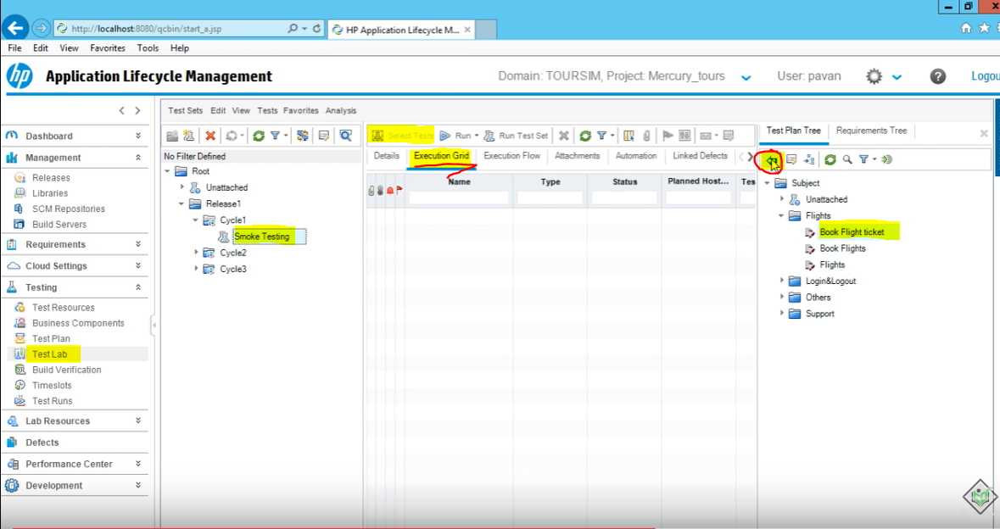 http://localhost:8080/qcbin/start_a.jsp
HP Application Lifecycle M...
File Edit View Favorites Tools Help
hp Application Lifecycle Management
Domain: TOURSIM, Project: Mercury_tours
User: pavan
Logou
Dashboard
Management
Releases
Libraries
SCM Repositories
Build Servers
Requirements
Cloud Settings
Testing
Test Resources
Business Components
Test Plan
Test Lab
Build Verification
Timeslots
Test Runs
Lab Resources
Defects
Performance Center
Development
Test Sets Edit View Tests Favorites Analysis
No Filter Defined
Root
Unattached
Release1
Cycle1
Smoke Testing
Cycle2
Cycle3
Select Tests Run Run Test Set
Details Execution Grid Execution Flow Attachments Automation Linked Defects
Name Type Status Planned Host... Tes
Test Plan Tree Requirements Tree
Subject
Unattached
Flights
Book Flight ticket
Book Flights
Flights
Login&Logout
Others
Support